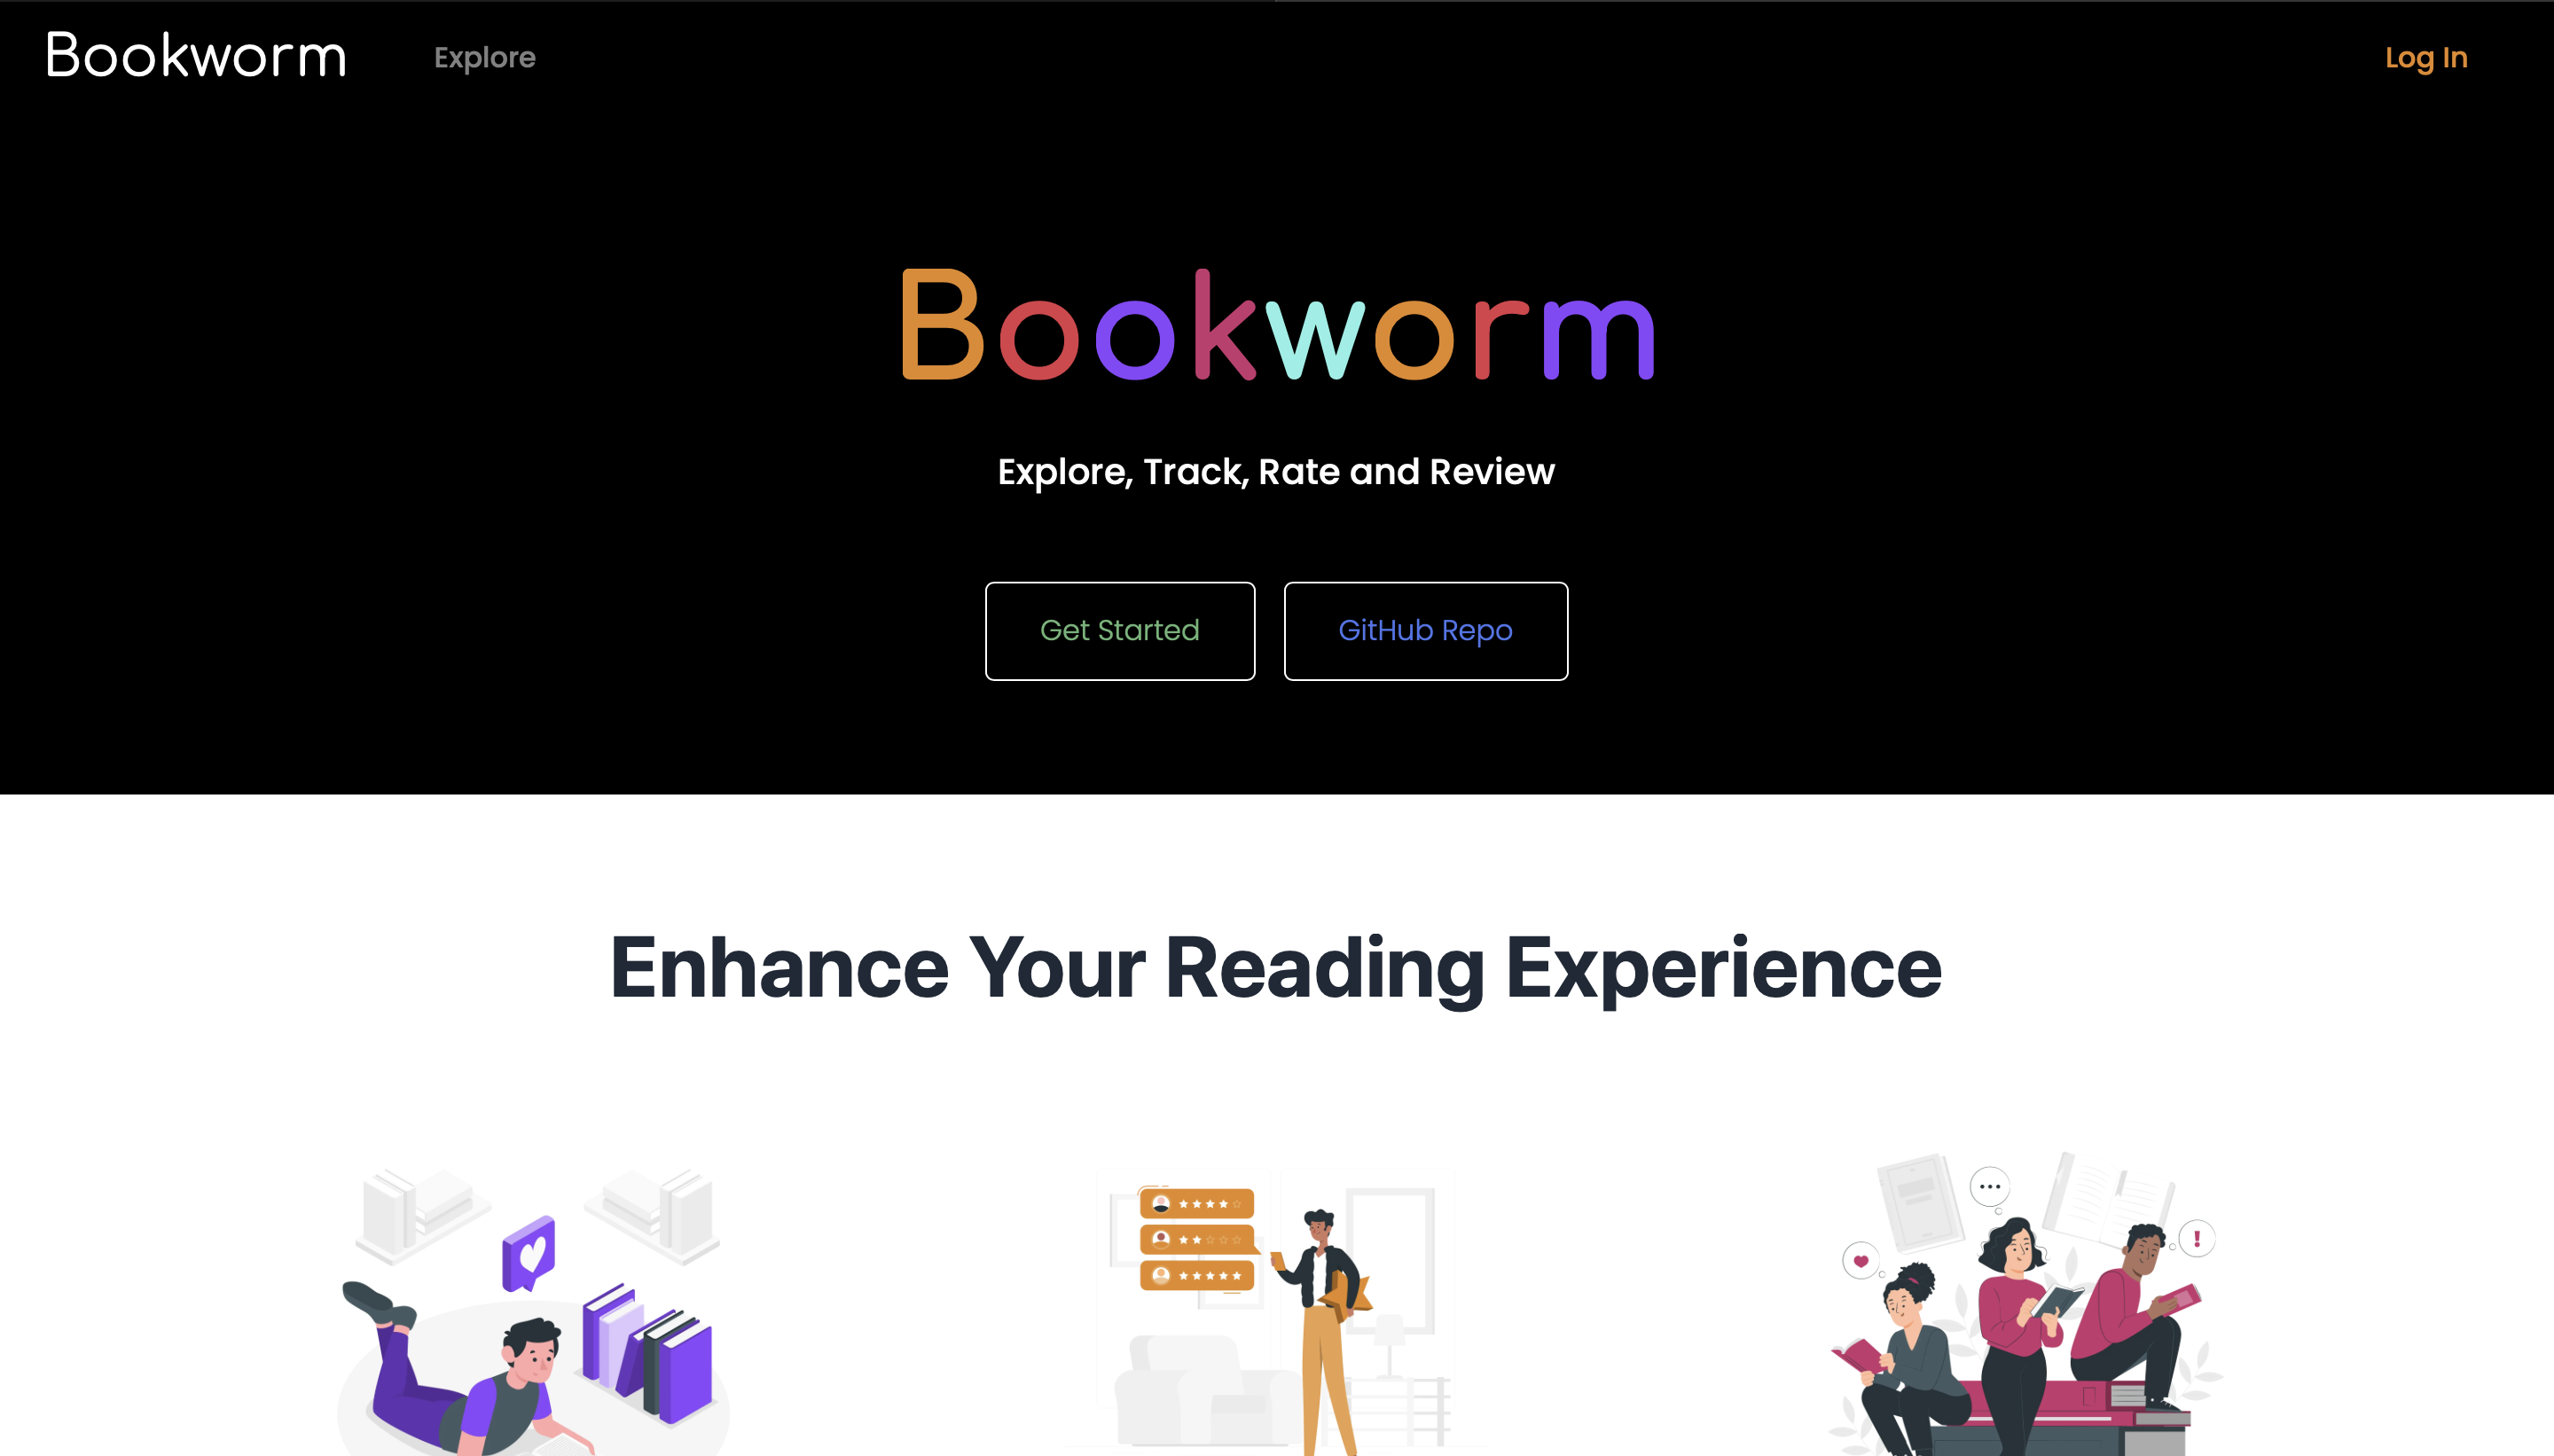 Bookworm Explore Log In
Bookworm
Explore, Track, Rate and Review
Get Started GitHub Repo
Enhance Your Reading Experience